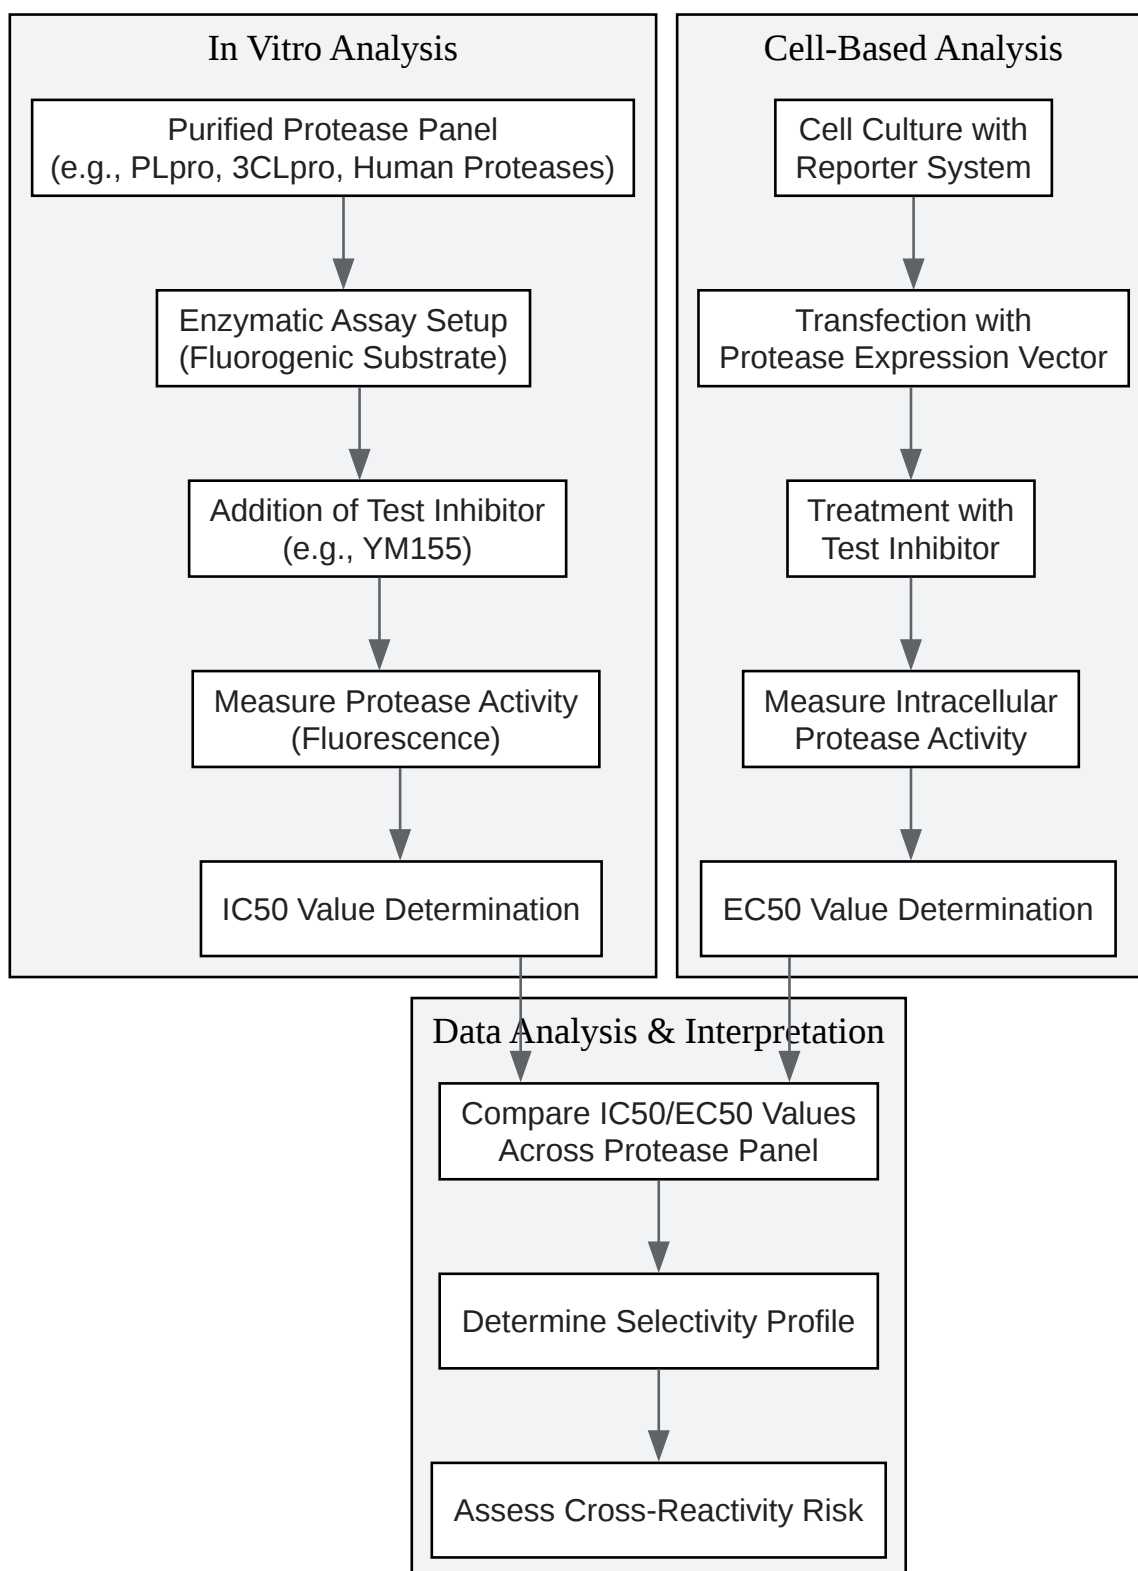 In Vitro Analysis
Purified Protease Panel
(e.g., PLpro, 3CLpro, Human Proteases)
Enzymatic Assay Setup
(Fluorogenic Substrate)
Addition of Test Inhibitor
(e.g., YM155)
Measure Protease Activity
(Fluorescence)
IC50 Value Determination
Cell-Based Analysis
Cell Culture with
Reporter System
Transfection with
Protease Expression Vector
Treatment with
Test Inhibitor
Measure Intracellular
Protease Activity
EC50 Value Determination
Data Analysis & Interpretation
Compare IC50/EC50 Values
Across Protease Panel
Determine Selectivity Profile
Assess Cross-Reactivity Risk